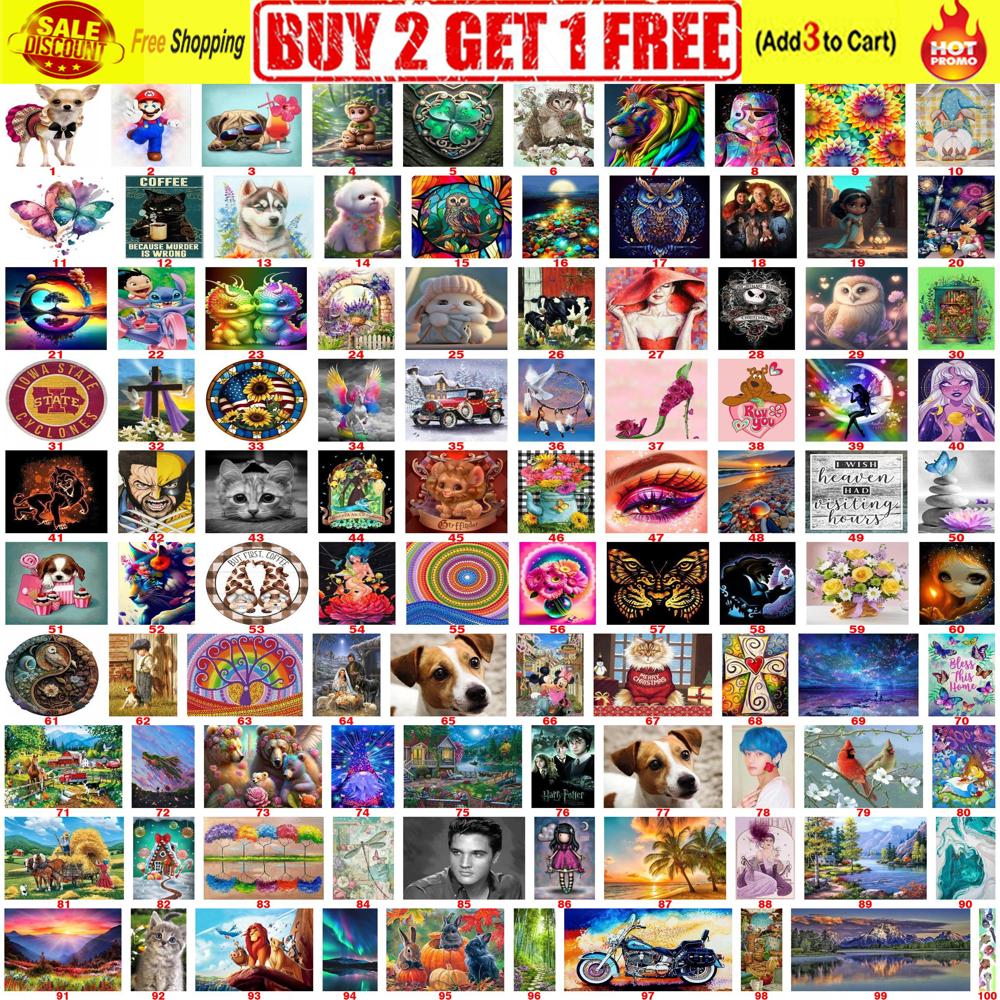 SALE
DISCOUNT
Free Shopping
BUY 2 GET 1 FREE
(Add 3 to Cart)
HOT
PROMO
1 2 3 4 5 6 7 8 9 10
COFFEE
BECAUSE MURDER
IS WRONG
11 12 13 14 15 16 17 18 19 20
21 22 23 24 25 26 27 28 29 30
IOWA STATE
STATE
CYCLONES
RUV
YOU
31 32 33 34 35 36 37 38 39 40
Gryffindor
I WISH
heaven
HAD
visiting
hours
41 42 43 44 45 46 47 48 49 50
BUT FIRST, COFFEE
51 52 53 54 55 56 57 58 59 60
MERRY
CHRISTMAS
Bless
This
Home
61 62 63 64 65 66 67 68 69 70
Harry Potter
71 72 73 74 75 76 77 78 79 80
81 82 83 84 85 86 87 88 89 90
91 92 93 94 95 96 97 98 99 100